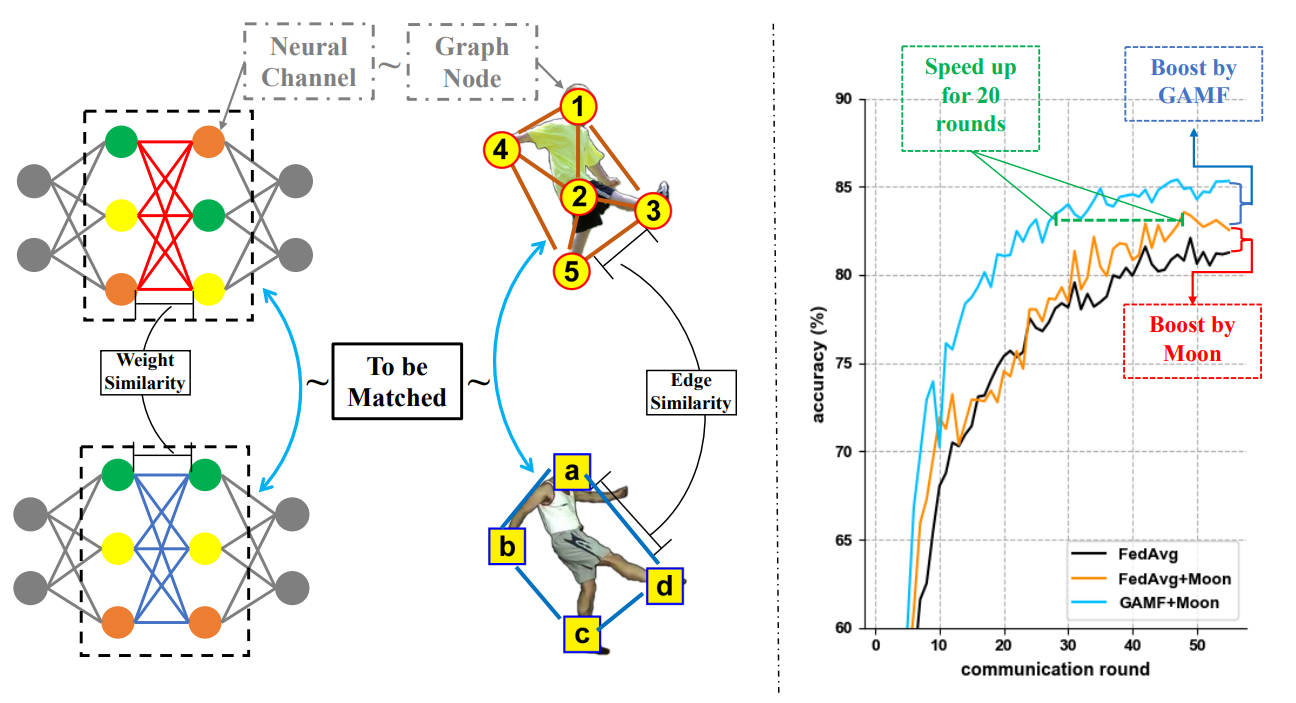 Neural
Channel
~
Graph
Node
1
4
2
3
5
Weight
Similarity
~
To be
Matched
~
Edge
Similarity
a
b
d
c
Speed up
for 20
rounds
Boost by
GAMF
Boost by
Moon
90
85
80
75
70
65
60
accuracy (%)
0 10 20 30 40 50
communication round
FedAvg
FedAvg+Moon
GAMF+Moon